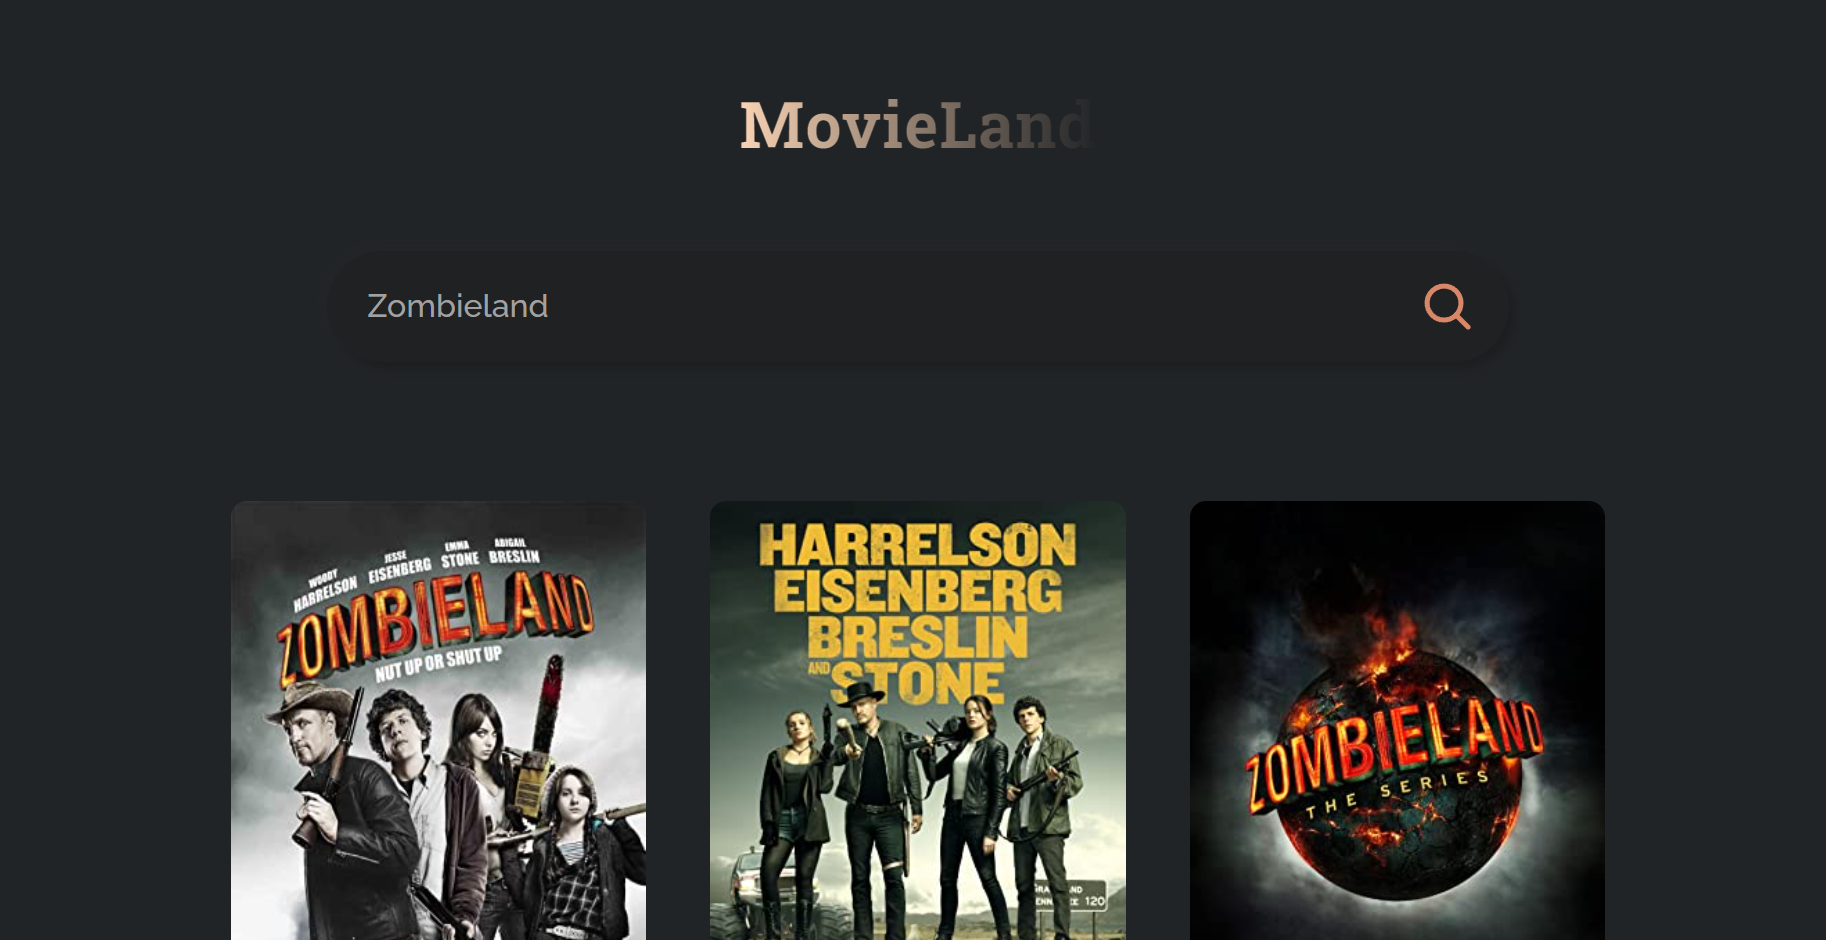 MovieLand
Zombieland
WOODY HARRELSON JESSE EISENBERG EMMA STONE ABIGAIL BRESLIN
ZOMBIELAND
NUT UP OR SHUT UP
HARRELSON
EISENBERG
BRESLIN
AND STONE
120
ZOMBIELAND
THE SERIES